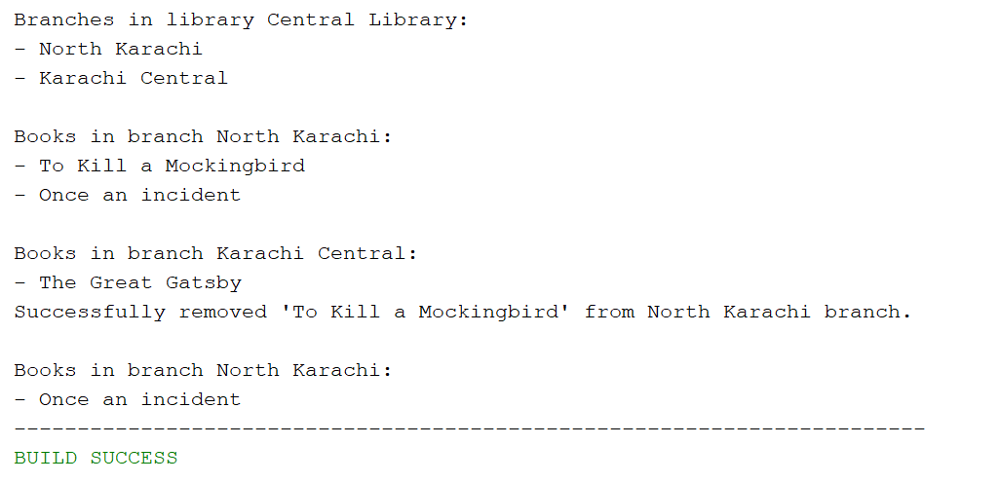 Branches in library Central Library:
- North Karachi
- Karachi Central
Books in branch North Karachi:
- To Kill a Mockingbird
- Once an incident
Books in branch Karachi Central:
- The Great Gatsby
Successfully removed 'To Kill a Mockingbird' from North Karachi branch.
Books in branch North Karachi:
- Once an incident
------------------------------------------------------------------------
BUILD SUCCESS